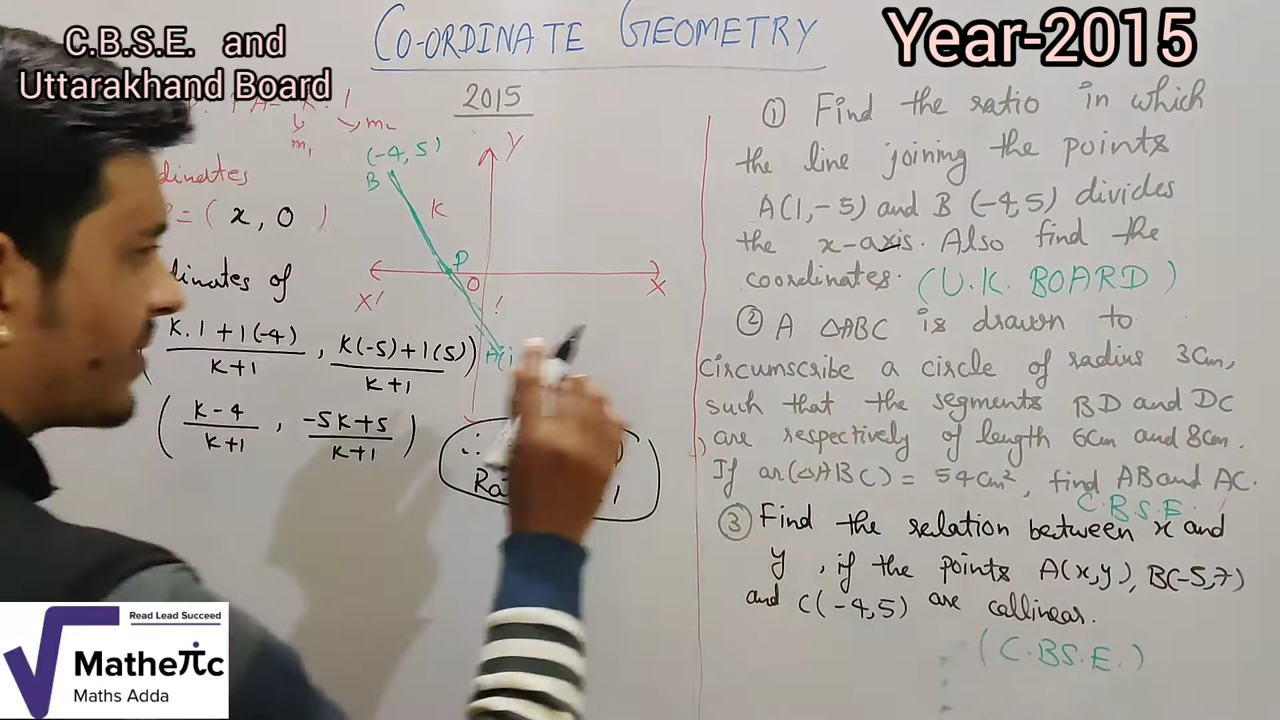 C.B.S.E. and
Uttarakhand Board
CO-ORDINATE GEOMETRY
Year-2015
2015
m₁
m₂
= (x, 0)
of
(K.1+1(-4)/K+1, K(-5)+1(5)/K+1)
(K-4/K+1, -5K+5/K+1)
(-4,5)
B
K
P
O
Y
X'
X
∴
1
① Find the ratio in which
the line joining the points
A(1,-5) and B (-4,5) divides
the x-axis. Also find the
coordinates. (U.K. BOARD)
② A △ABC is drawn to
circumscribe a circle of radius 3cm,
such that the segments BD and DC
are respectively of length 6cm and 8cm.
If ar(△ABC) = 54cm², find AB and AC.
C.B.S.E.
③ Find the relation between x and
y, if the points A(x,y), B(-5,7)
and C(-4,5) are collinear.
(C.B.S.E.)
Read Lead Succeed
Matheπc
Maths Adda